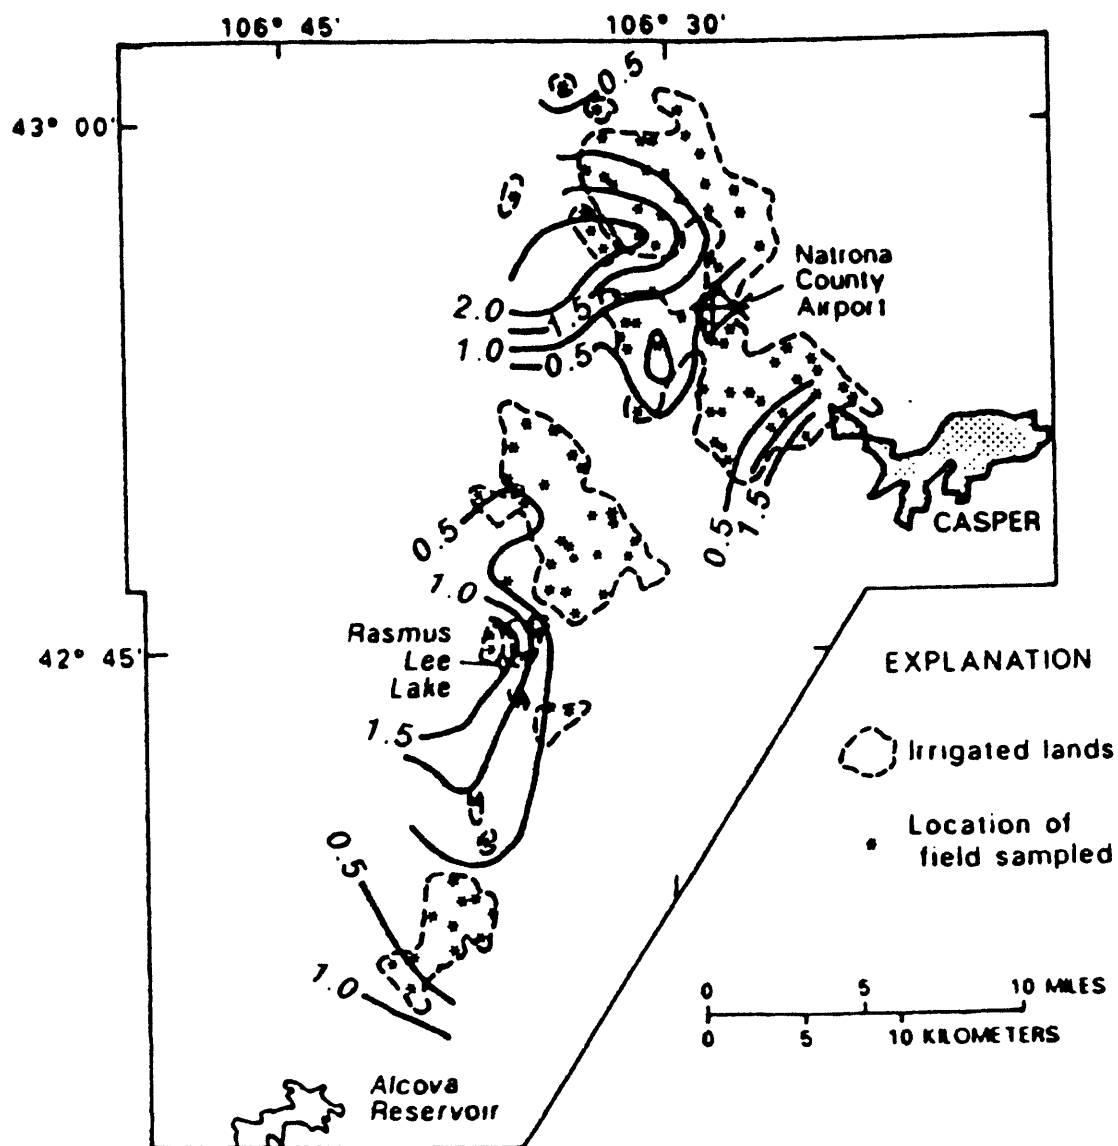 106° 45'
106° 30'
0.5
43° 00'
Natrona
County
Airport
2.0
1.5
1.0
0.5
0.5
1.5
CASPER
0.5
1.0
Rasmus
Lee
Lake
42° 45'
1.5
EXPLANATION
Irrigated lands
Location of
field sampled
0.5
1.0
0 5 10 MILES
0 5 10 KILOMETERS
Alcova
Reservoir